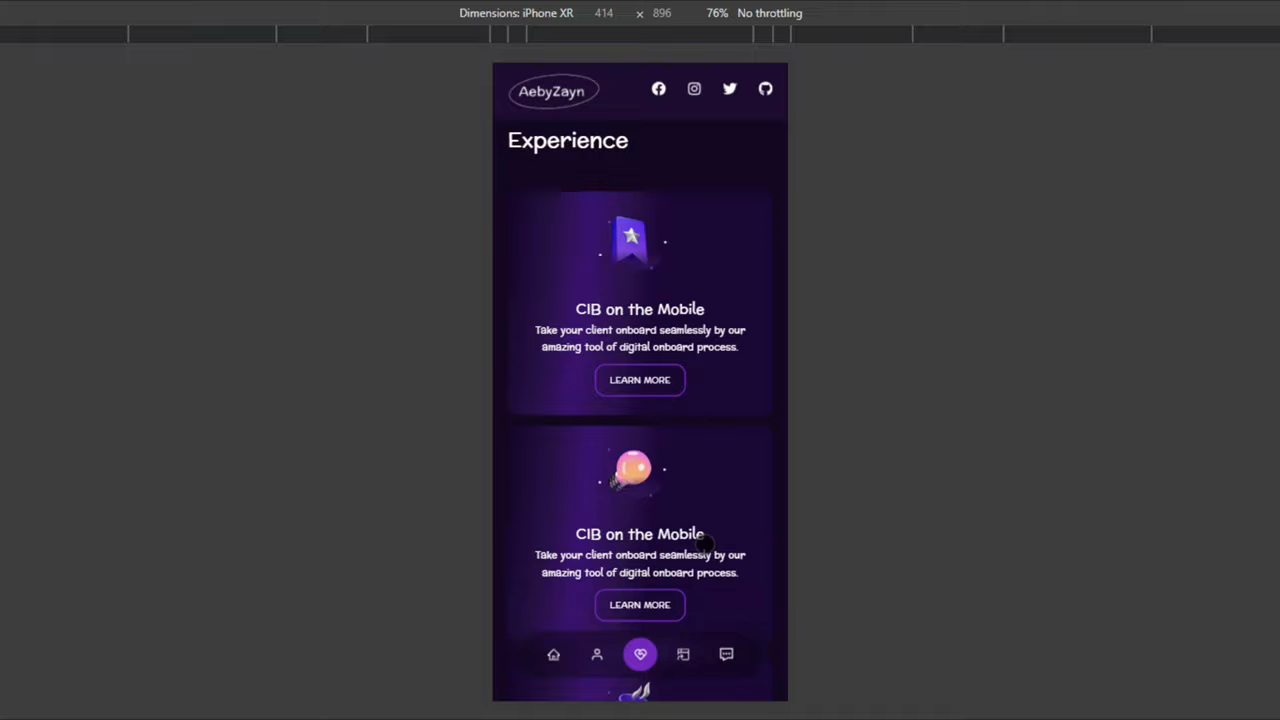 Dimensions: iPhone XR 414 x 896 76% No throttling
AebyZayn
Experience
CIB on the Mobile
Take your client onboard seamlessly by our
amazing tool of digital onboard process.
LEARN MORE
CIB on the Mobile
Take your client onboard seamlessly by our
amazing tool of digital onboard process.
LEARN MORE